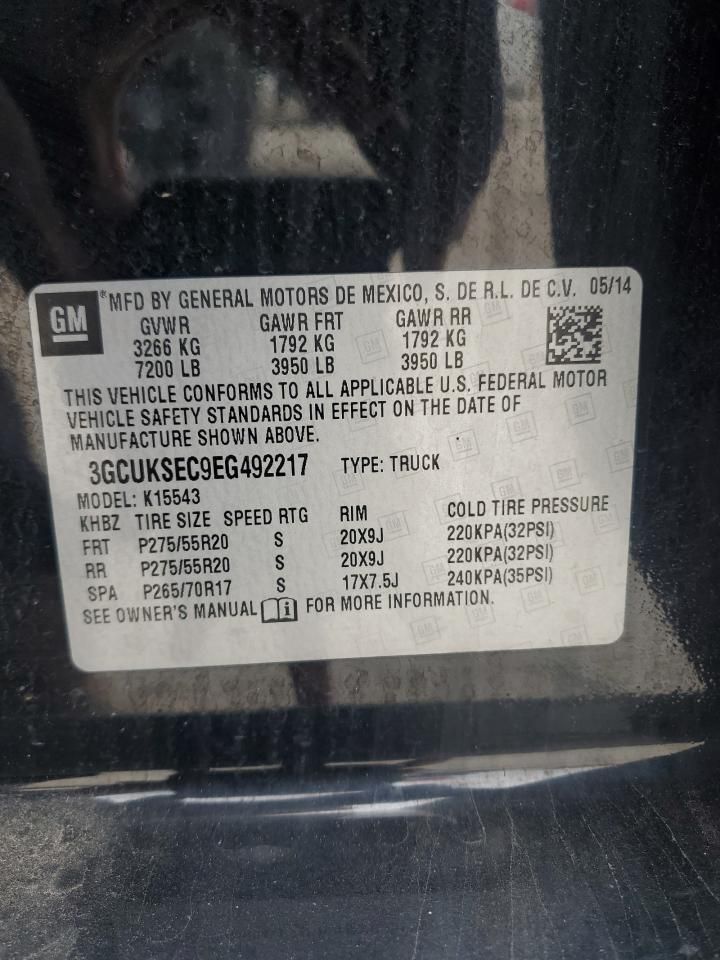 GM ®MFD BY GENERAL MOTORS DE MEXICO, S. DE R.L. DE C.V. 05/14
GVWR GAWR FRT GAWR RR
3266 KG 1792 KG 1792 KG
7200 LB 3950 LB 3950 LB
THIS VEHICLE CONFORMS TO ALL APPLICABLE U.S. FEDERAL MOTOR
VEHICLE SAFETY STANDARDS IN EFFECT ON THE DATE OF
MANUFACTURE SHOWN ABOVE.
3GCUKSEC9EG492217 TYPE: TRUCK
MODEL: K15543
KHBZ TIRE SIZE SPEED RTG RIM COLD TIRE PRESSURE
FRT P275/55R20 S 20X9J 220KPA(32PSI)
RR P275/55R20 S 20X9J 220KPA(32PSI)
SPA P265/70R17 S 17X7.5J 240KPA(35PSI)
SEE OWNER'S MANUAL i FOR MORE INFORMATION.